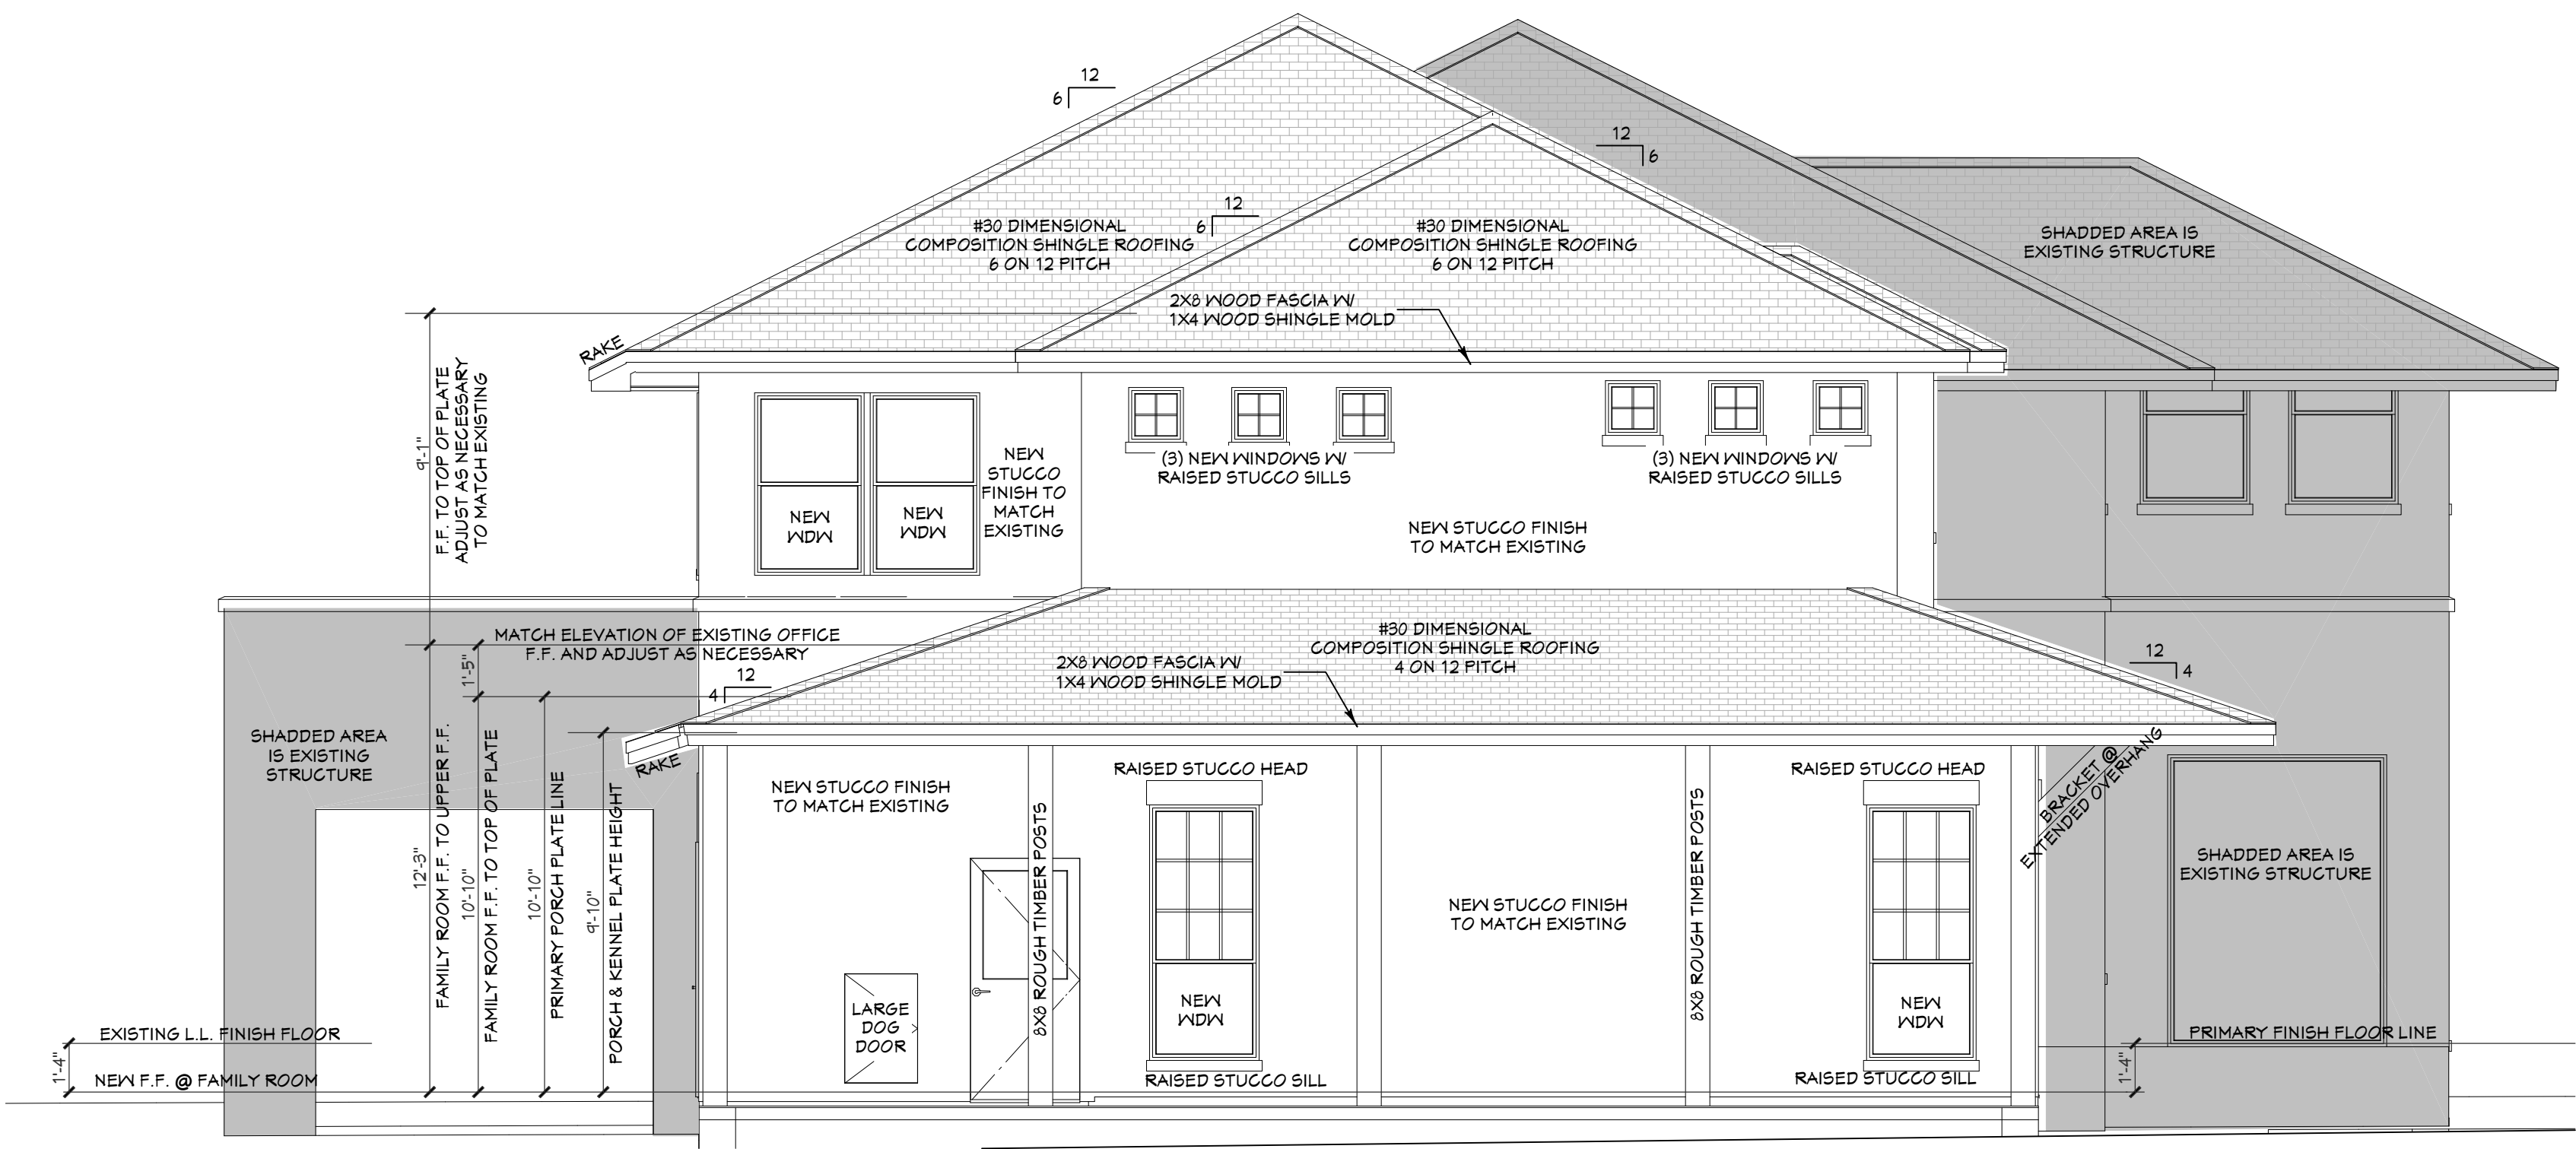 12
6
12
6
12
6
#30 DIMENSIONAL
COMPOSITION SHINGLE ROOFING
6 ON 12 PITCH
#30 DIMENSIONAL
COMPOSITION SHINGLE ROOFING
6 ON 12 PITCH
SHADDED AREA IS
EXISTING STRUCTURE
2X8 WOOD FASCIA W/
1X4 WOOD SHINGLE MOLD
RAKE
9'-1"
F.F. TO TOP OF PLATE
ADJUST AS NECESSARY
TO MATCH EXISTING
NEW
STUCCO
FINISH TO
MATCH
EXISTING
NEW
WDW
NEW
WDW
(3) NEW WINDOWS W/
RAISED STUCCO SILLS
(3) NEW WINDOWS W/
RAISED STUCCO SILLS
NEW STUCCO FINISH
TO MATCH EXISTING
MATCH ELEVATION OF EXISTING OFFICE
F.F. AND ADJUST AS NECESSARY
1'-5"
12
4
2X8 WOOD FASCIA W/
1X4 WOOD SHINGLE MOLD
#30 DIMENSIONAL
COMPOSITION SHINGLE ROOFING
4 ON 12 PITCH
12
4
SHADDED AREA
IS EXISTING
STRUCTURE
RAKE
12'-3"
FAMILY ROOM F.F. TO UPPER F.F.
10'-10"
FAMILY ROOM F.F. TO TOP OF PLATE
10'-10"
PRIMARY PORCH PLATE LINE
9'-10"
PORCH & KENNEL PLATE HEIGHT
NEW STUCCO FINISH
TO MATCH EXISTING
RAISED STUCCO HEAD
RAISED STUCCO HEAD
BRACKET @
EXTENDED OVERHANG
8X8 ROUGH TIMBER POSTS
8X8 ROUGH TIMBER POSTS
NEW STUCCO FINISH
TO MATCH EXISTING
SHADDED AREA IS
EXISTING STRUCTURE
LARGE
DOG
DOOR
NEW
WDW
NEW
WDW
EXISTING L.L. FINISH FLOOR
1'-4"
NEW F.F. @ FAMILY ROOM
RAISED STUCCO SILL
RAISED STUCCO SILL
PRIMARY FINISH FLOOR LINE
1'-4"